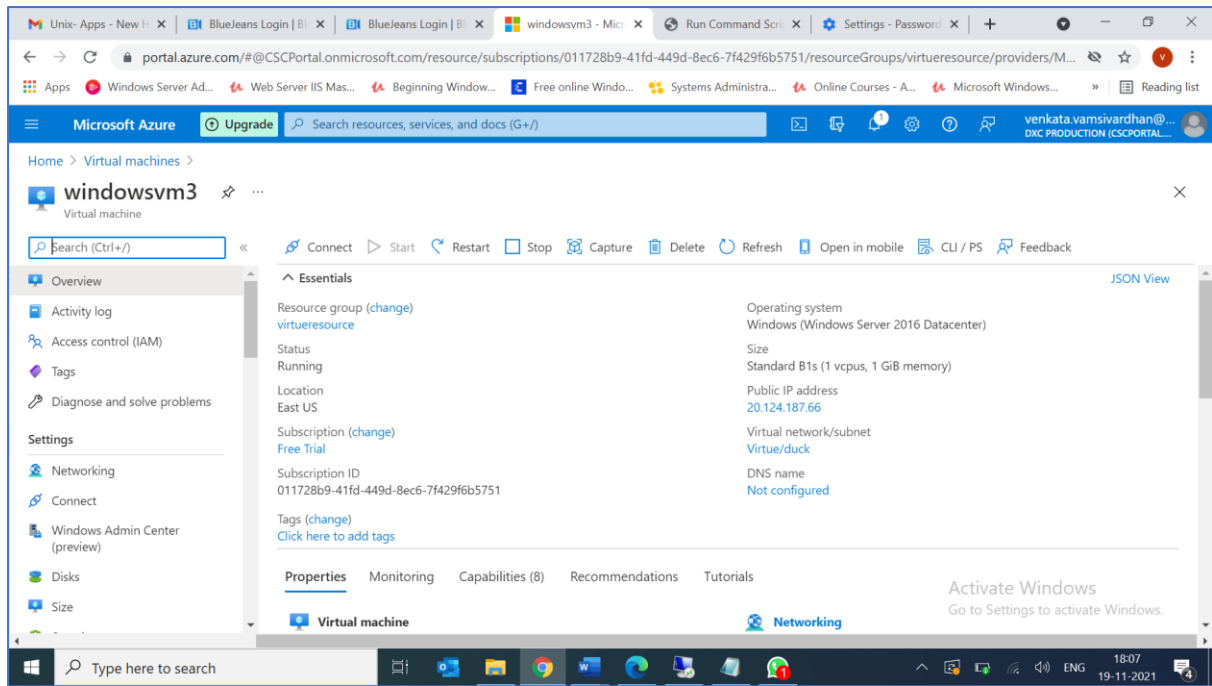 Unix- Apps - New H
BlueJeans Login | Bl
BlueJeans Login | Bl
windowsvm3 - Micr
Run Command Scri
Settings - Password
portal.azure.com/#@CSCPortal.onmicrosoft.com/resource/subscriptions/011728b9-41fd-449d-8ec6-7f429f6b5751/resourceGroups/virtueresource/providers/M...
V
Apps
Windows Server Ad...
Web Server IIS Mas...
Beginning Window...
Free online Windo...
Systems Administra...
Online Courses - A...
Microsoft Windows...
»
Reading list
Microsoft Azure
Upgrade
Search resources, services, and docs (G+/)
1
venkata.vamsivardhan@...
DXC PRODUCTION (CSCPORTAL....
Home > Virtual machines >
windowsvm3
...
Virtual machine
Search (Ctrl+/)
«
Connect
Start
Restart
Stop
Capture
Delete
Refresh
Open in mobile
CLI / PS
Feedback
Overview
Activity log
Access control (IAM)
Tags
Diagnose and solve problems
Settings
Networking
Connect
Windows Admin Center
(preview)
Disks
Size
Essentials
JSON View
Resource group (change)
virtueresource
Status
Running
Location
East US
Subscription (change)
Free Trial
Subscription ID
011728b9-41fd-449d-8ec6-7f429f6b5751
Tags (change)
Click here to add tags
Operating system
Windows (Windows Server 2016 Datacenter)
Size
Standard B1s (1 vcpus, 1 GiB memory)
Public IP address
20.124.187.66
Virtual network/subnet
Virtue/duck
DNS name
Not configured
Properties
Monitoring
Capabilities (8)
Recommendations
Tutorials
Virtual machine
Networking
Activate Windows
Go to Settings to activate Windows.
Type here to search
ENG
18:07
19-11-2021
4